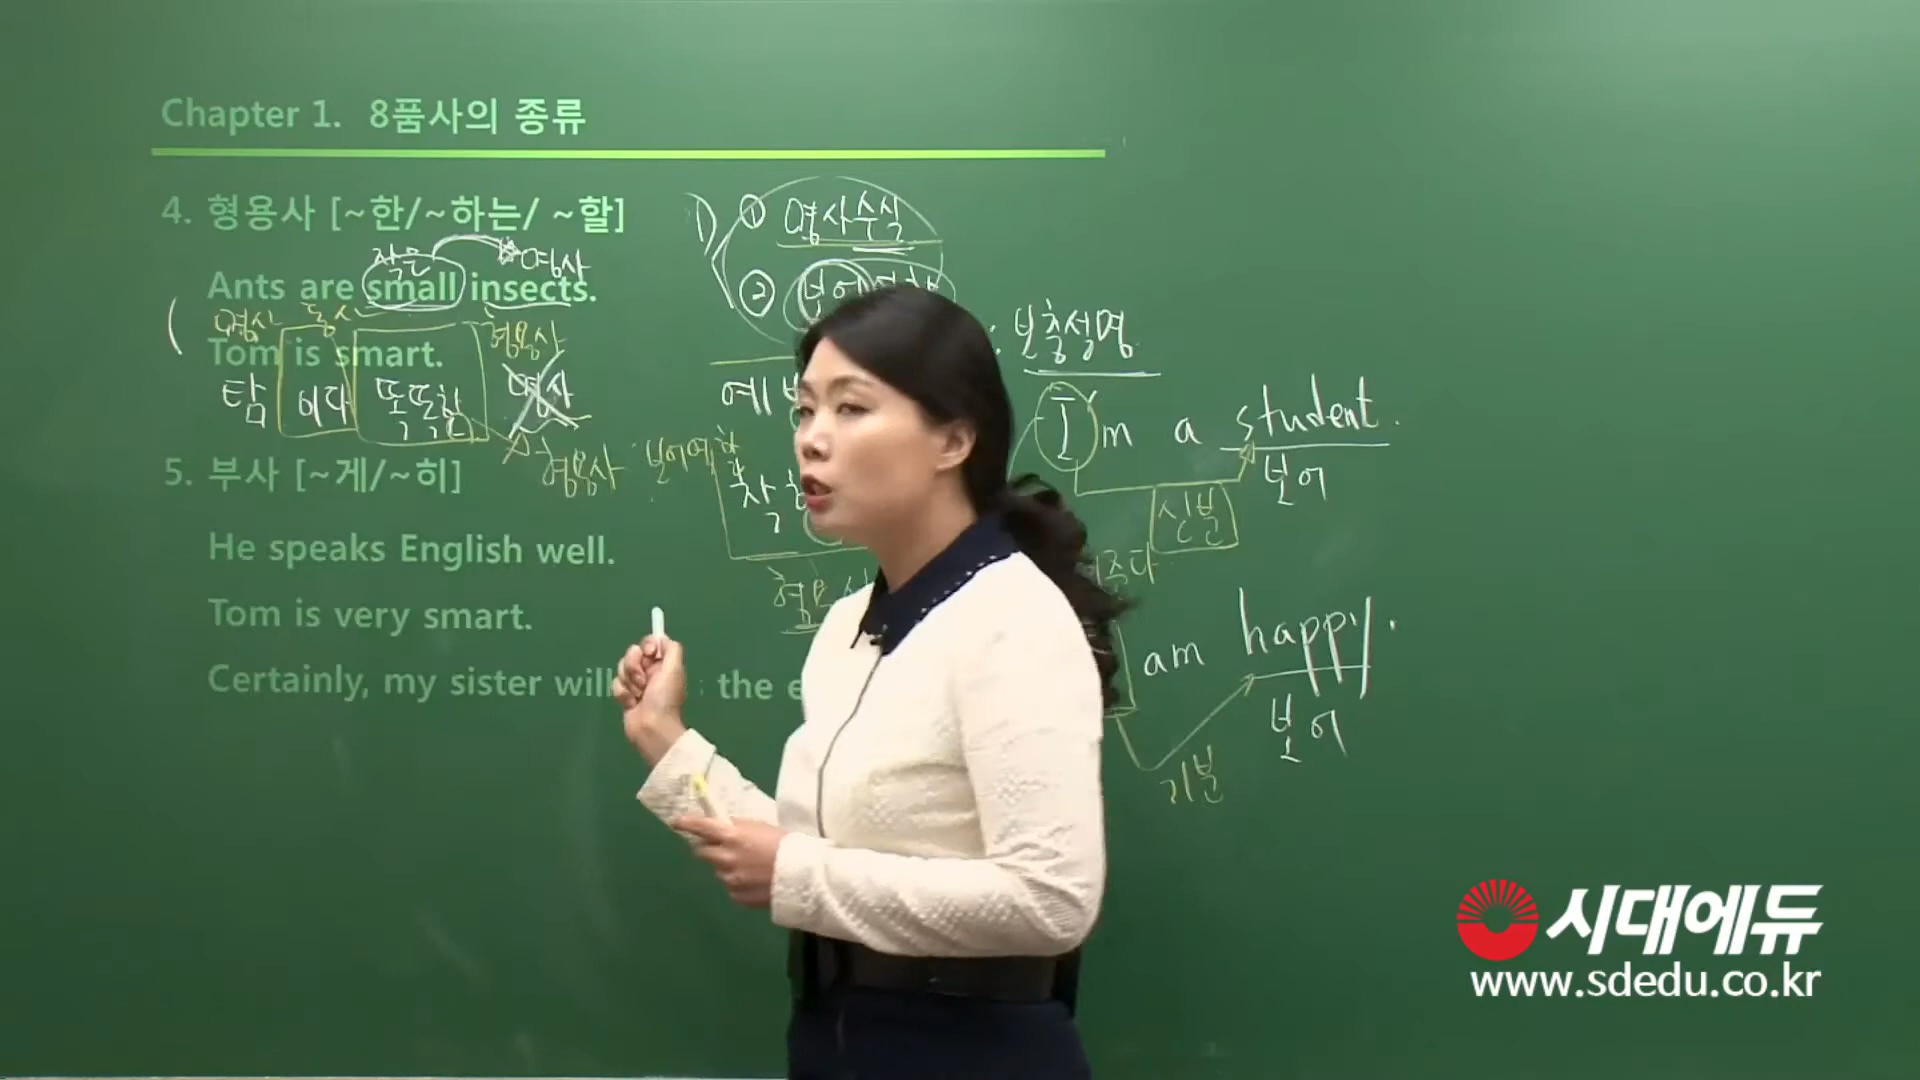 Chapter 1. 8품사의 종류
4. 형용사 [~한/~하는/ ~할]
① 명사수식
②
작은 명사
Ants are small insects.
명사 동사 형용사
: 보충설명
Tom is smart.
탐 이다 똑똑한 명사
I'm a student.
보어
형용사
신분
5. 부사 [~게/~히]
He speaks English well.
Tom is very smart.
am happy.
보어
기분
Certainly, my sister will the
시대에듀
www.sdedu.co.kr